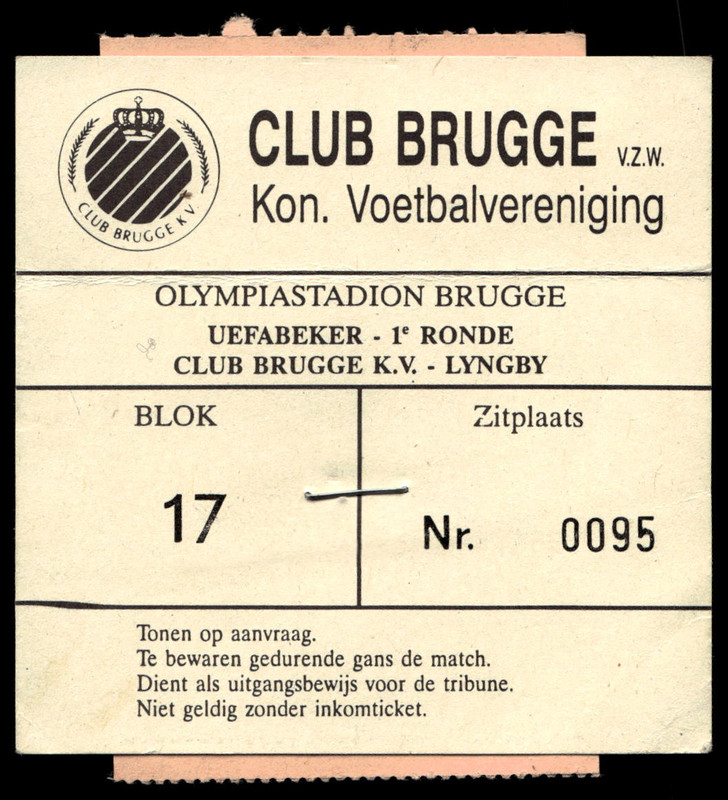 CLUB BRUGGE V.Z.W.
Kon. Voetbalvereniging
CLUB BRUGGE K V
OLYMPIASTADION BRUGGE
UEFABEKER - 1e RONDE
CLUB BRUGGE K.V. - LYNGBY
BLOK
Zitplaats
17
Nr. 0095
Tonen op aanvraag.
Te bewaren gedurende gans de match.
Dient als uitgangsbewijs voor de tribune.
Niet geldig zonder inkomticket.